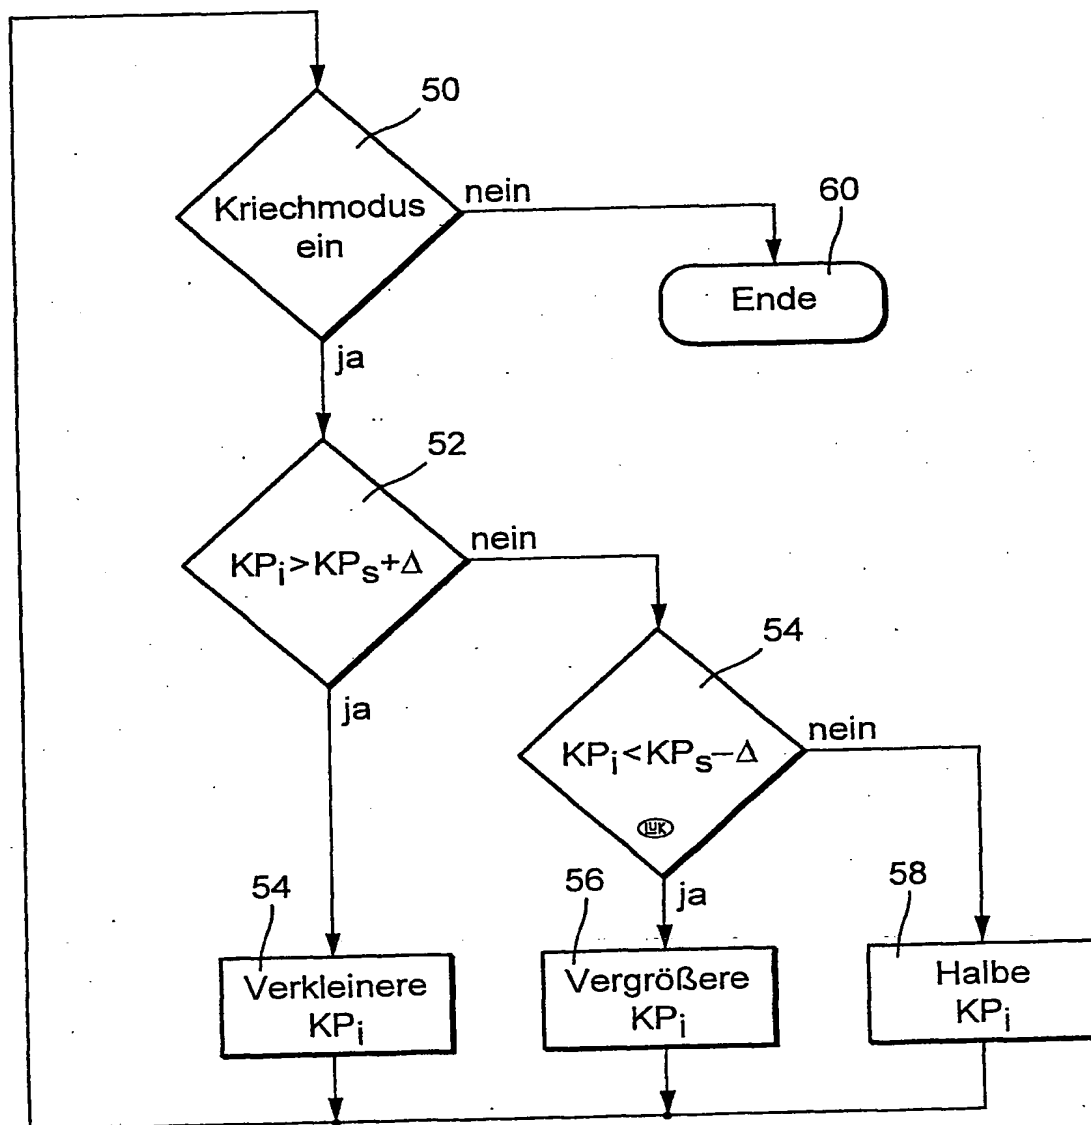 50
Kriechmodus
ein
nein
60
Ende
ja
52
KPi>KPs+Δ
nein
ja
54
KPi<KPs−Δ
nein
LUK
ja
54
Verkleinere
KPi
56
Vergrößere
KPi
58
Halbe
KPi